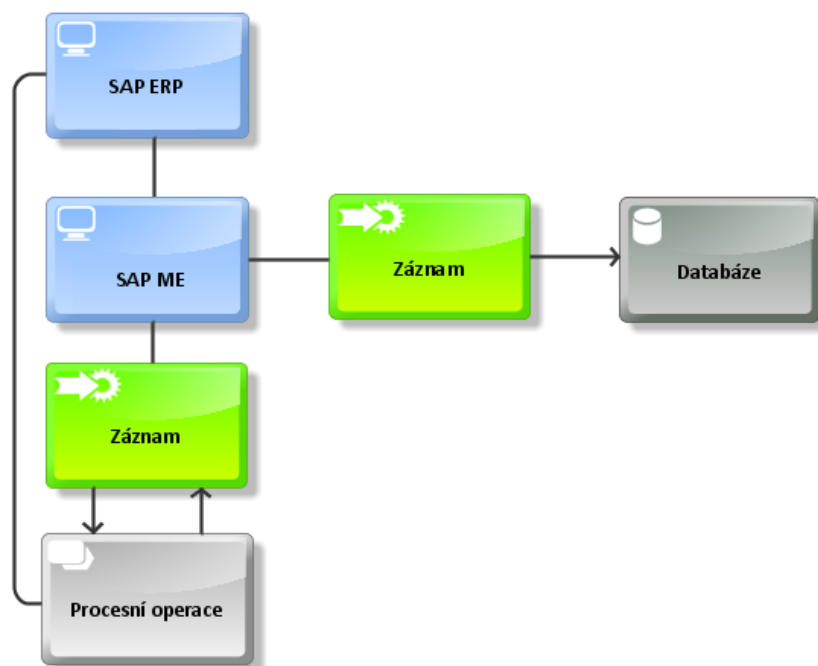 SAP ERP
SAP ME
Záznam
Databáze
Záznam
Procesní operace